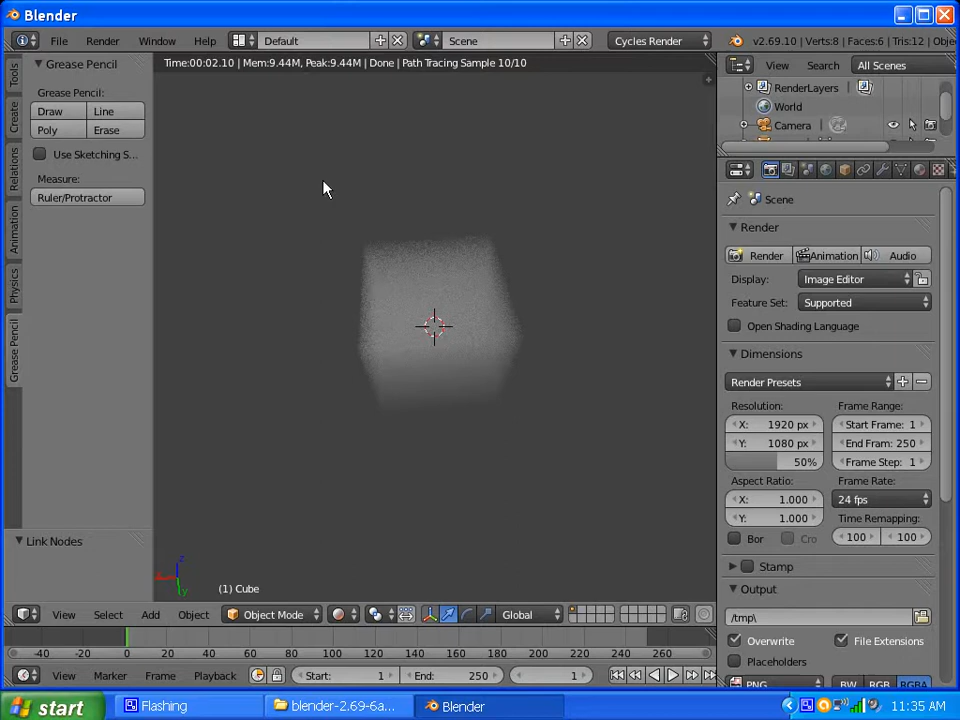 Blender
File Render Window Help Default Scene Cycles Render v2.69.10 | Verts:8 | Faces:6 | Tris:12 | Obje
Grease Pencil
Time:00:02.10 | Mem:9.44M, Peak:9.44M | Done | Path Tracing Sample 10/10
View Search All Scenes
RenderLayers
World
Camera
Tools
Create
Relations
Animation
Physics
Grease Pencil
Grease Pencil:
Draw Line
Poly Erase
Use Sketching S...
Measure:
Ruler/Protractor
Scene
Render
Render Animation Audio
Display: Image Editor
Feature Set: Supported
Open Shading Language
Dimensions
Render Presets
Resolution: Frame Range:
X: 1920 px Start Frame: 1
Y: 1080 px End Fram: 250
50% Frame Step: 1
Aspect Ratio: Frame Rate:
X: 1.000 24 fps
Y: 1.000 Time Remapping:
Bor Cro 100 100
Stamp
Output
/tmp\
Overwrite File Extensions
Placeholders
PNG BW RGB RGBA
Link Nodes
z
y
(1) Cube
View Select Add Object Object Mode Global
-40 -20 0 20 40 60 80 100 120 140 160 180 200 220 240 260
View Marker Frame Playback Start: 1 End: 250 1
start Flashing blender-2.69-6a... Blender 11:35 AM